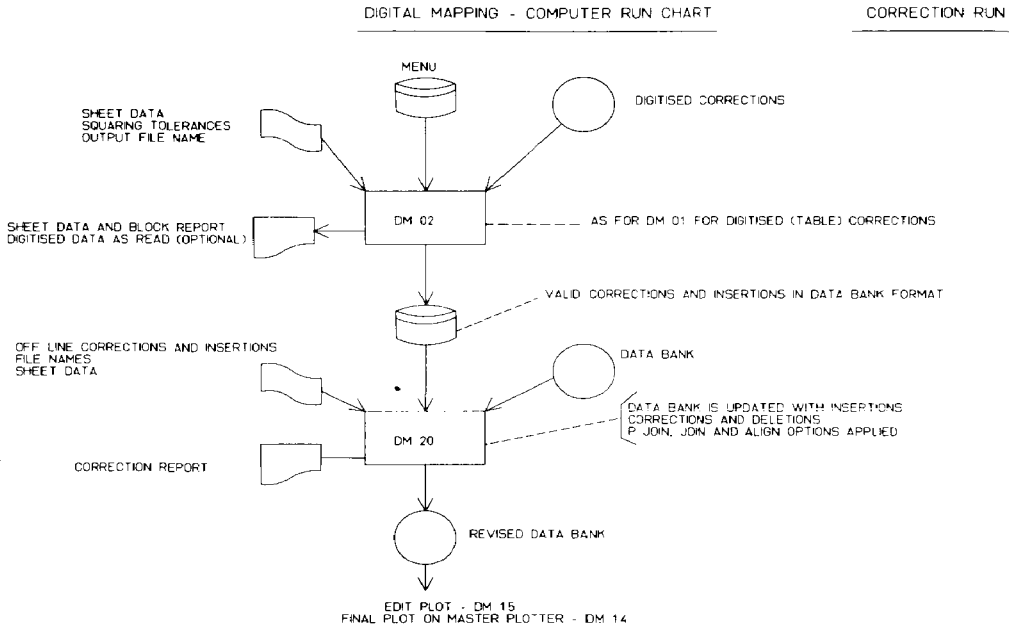 DIGITAL MAPPING - COMPUTER RUN CHART
CORRECTION RUN
MENU
DIGITISED CORRECTIONS
SHEET DATA
SQUARING TOLERANCES
OUTPUT FILE NAME
DM 02
AS FOR DM 01 FOR DIGITISED (TABLE) CORRECTIONS
SHEET DATA AND BLOCK REPORT
DIGITISED DATA AS READ (OPTIONAL)
VALID CORRECTIONS AND INSERTIONS IN DATA BANK FORMAT
OFF LINE CORRECTIONS AND INSERTIONS
FILE NAMES
SHEET DATA
DATA BANK
DM 20
DATA BANK IS UPDATED WITH INSERTIONS
CORRECTIONS AND DELETIONS
P JOIN, JOIN AND ALIGN OPTIONS APPLIED
CORRECTION REPORT
REVISED DATA BANK
EDIT PLOT - DM 15
FINAL PLOT ON MASTER PLOTTER - DM 14